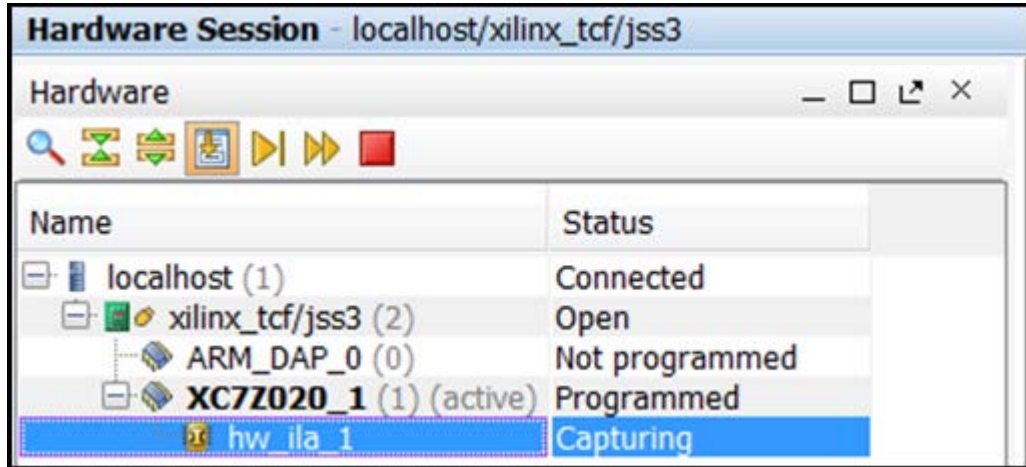 Hardware Session - localhost/xilinx_tcf/jss3
Hardware
Name Status
localhost (1) Connected
xilinx_tcf/jss3 (2) Open
ARM_DAP_0 (0) Not programmed
XC7Z020_1 (1) (active) Programmed
hw_ila_1 Capturing